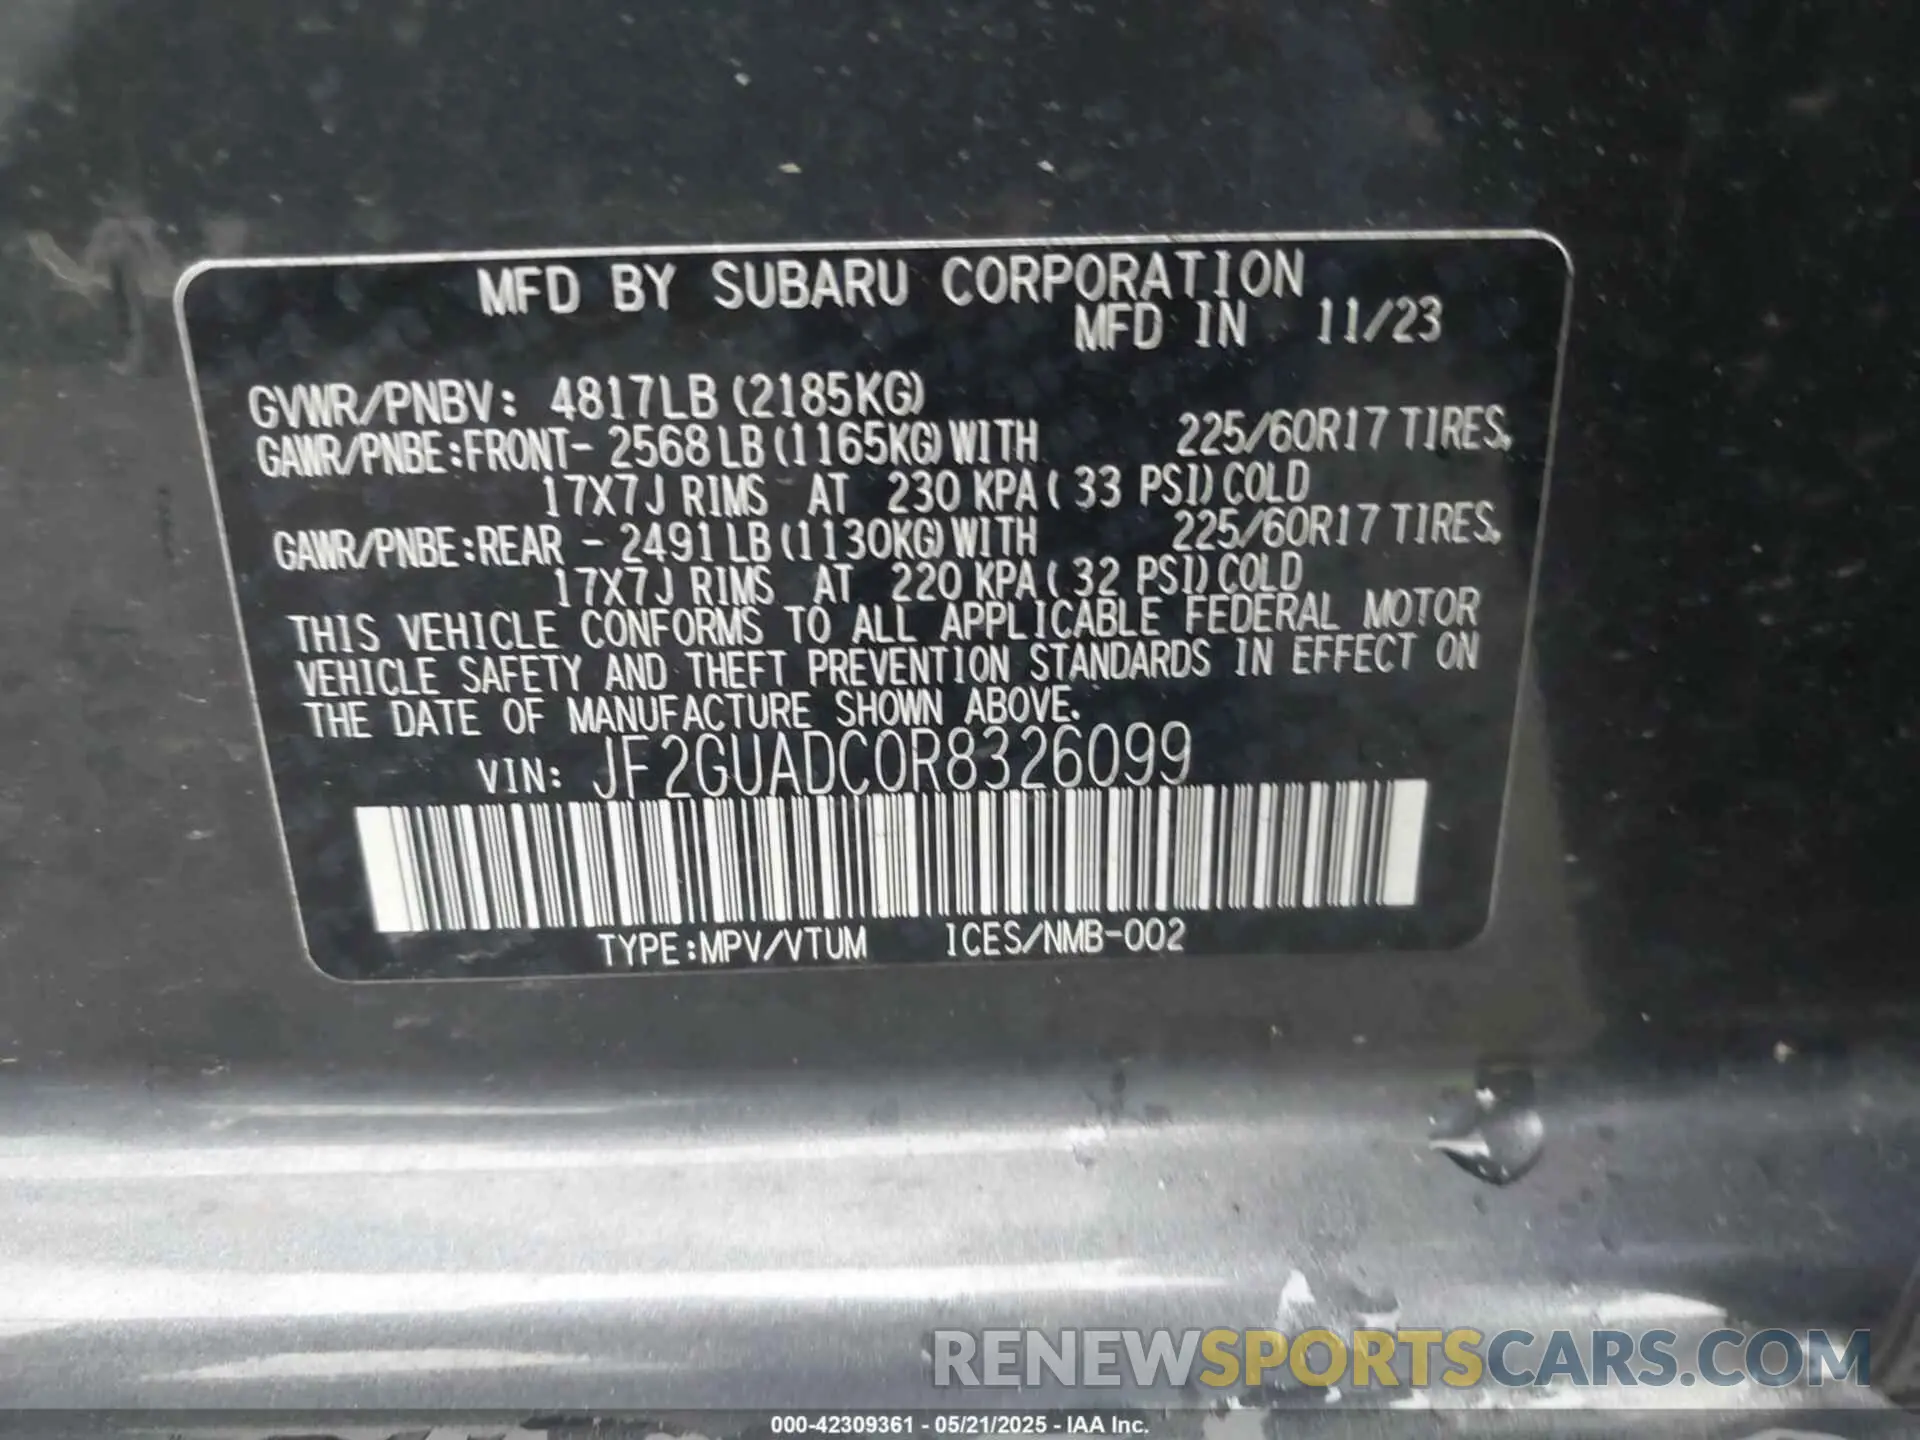 MFD BY SUBARU CORPORATION
MFD IN 11/23
GVWR/PNBV: 4817LB (2185KG)
GAWR/PNBE:FRONT- 2568 LB (1165KG) WITH 225/60R17 TIRES,
17X7J RIMS AT 230 KPA ( 33 PSI) COLD
GAWR/PNBE:REAR - 2491 LB (1130KG) WITH 225/60R17 TIRES,
17X7J RIMS AT 220 KPA ( 32 PSI) COLD
THIS VEHICLE CONFORMS TO ALL APPLICABLE FEDERAL MOTOR
VEHICLE SAFETY AND THEFT PREVENTION STANDARDS IN EFFECT ON
THE DATE OF MANUFACTURE SHOWN ABOVE.
VIN: JF2GUADC0R8326099
TYPE:MPV/VTUM ICES/NMB-002
RENEWSPORTSCARS.COM
000-42309361 - 05/21/2025 - IAA Inc.